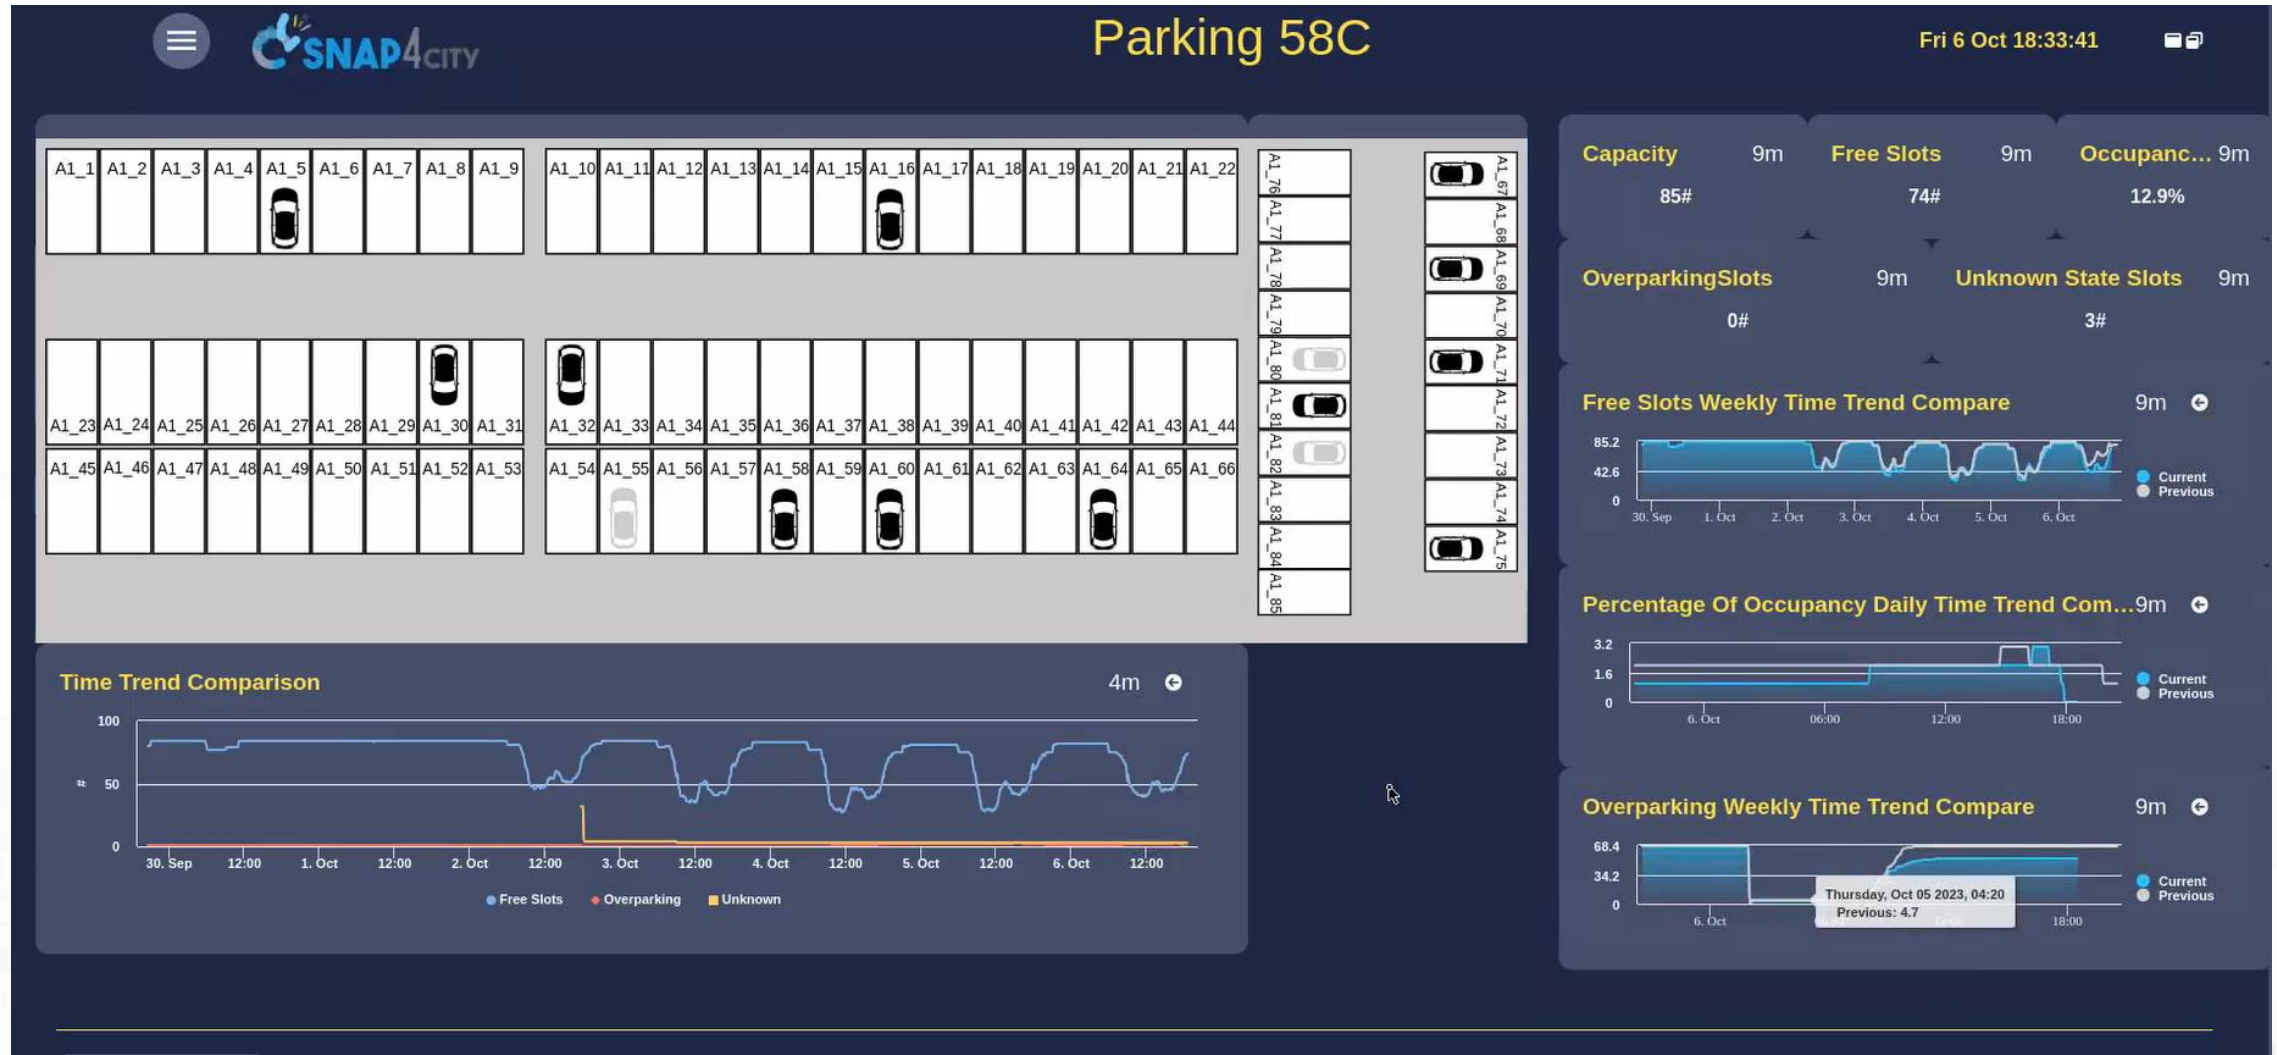 SNAP4CITY
Parking 58C
Fri 6 Oct 18:33:41
A1_1 A1_2 A1_3 A1_4 A1_5 A1_6 A1_7 A1_8 A1_9 A1_10 A1_11 A1_12 A1_13 A1_14 A1_15 A1_16 A1_17 A1_18 A1_19 A1_20 A1_21 A1_22
A1_23 A1_24 A1_25 A1_26 A1_27 A1_28 A1_29 A1_30 A1_31 A1_32 A1_33 A1_34 A1_35 A1_36 A1_37 A1_38 A1_39 A1_40 A1_41 A1_42 A1_43 A1_44
A1_45 A1_46 A1_47 A1_48 A1_49 A1_50 A1_51 A1_52 A1_53 A1_54 A1_55 A1_56 A1_57 A1_58 A1_59 A1_60 A1_61 A1_62 A1_63 A1_64 A1_65 A1_66
A1_76
A1_77
A1_78
A1_79
A1_80
A1_81
A1_82
A1_83
A1_84
A1_85
A1_67
A1_68
A1_69
A1_70
A1_71
A1_72
A1_73
A1_74
A1_75
Time Trend Comparison 4m
100
50
0
#
30. Sep 12:00 1. Oct 12:00 2. Oct 12:00 3. Oct 12:00 4. Oct 12:00 5. Oct 12:00 6. Oct 12:00
Free Slots Overparking Unknown
Capacity 9m
85#
Free Slots 9m
74#
Occupanc... 9m
12.9%
OverparkingSlots 9m
0#
Unknown State Slots 9m
3#
Free Slots Weekly Time Trend Compare 9m
85.2
42.6
0
30. Sep 1. Oct 2. Oct 3. Oct 4. Oct 5. Oct 6. Oct
Current
Previous
Percentage Of Occupancy Daily Time Trend Com... 9m
3.2
1.6
0
6. Oct 06:00 12:00 18:00
Current
Previous
Overparking Weekly Time Trend Compare 9m
68.4
34.2
0
6. Oct 18:00
Current
Previous
Thursday, Oct 05 2023, 04:20
Previous: 4.7